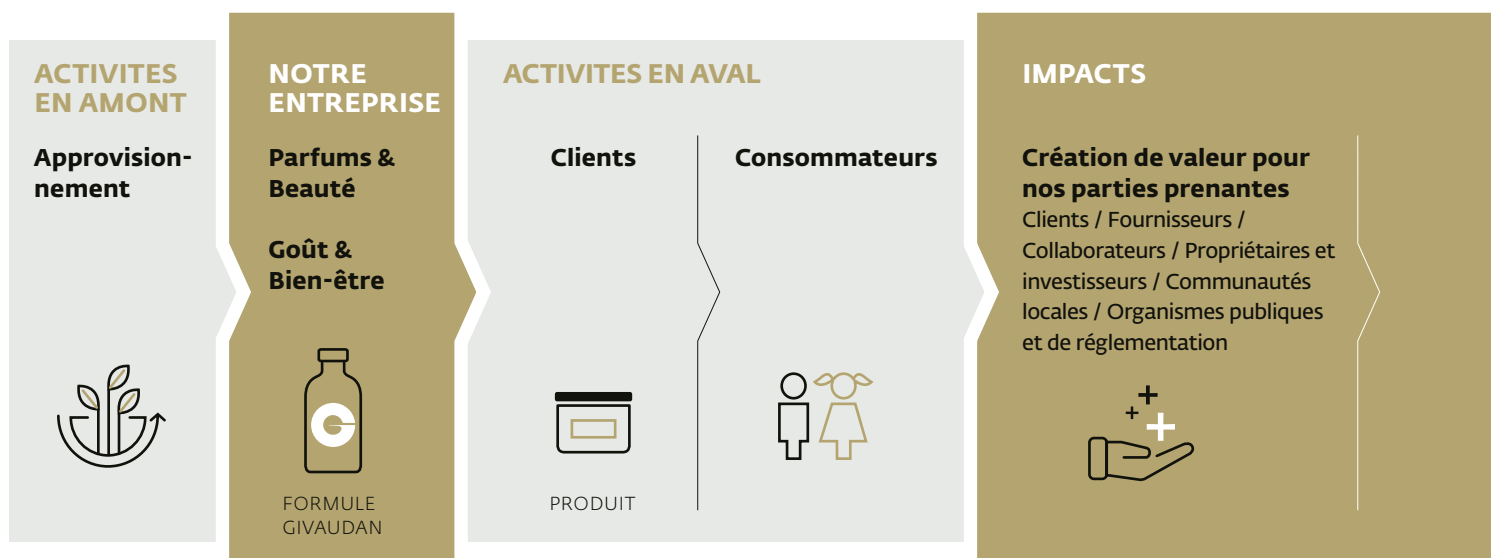 ACTIVITES
EN AMONT
Approvision-
nement
NOTRE
ENTREPRISE
Parfums &
Beauté
Goût &
Bien-être
FORMULE
GIVAUDAN
ACTIVITES EN AVAL
Clients
PRODUIT
Consommateurs
IMPACTS
Création de valeur pour
nos parties prenantes
Clients / Fournisseurs /
Collaborateurs / Propriétaires et
investisseurs / Communautés
locales / Organismes publiques
et de réglementation